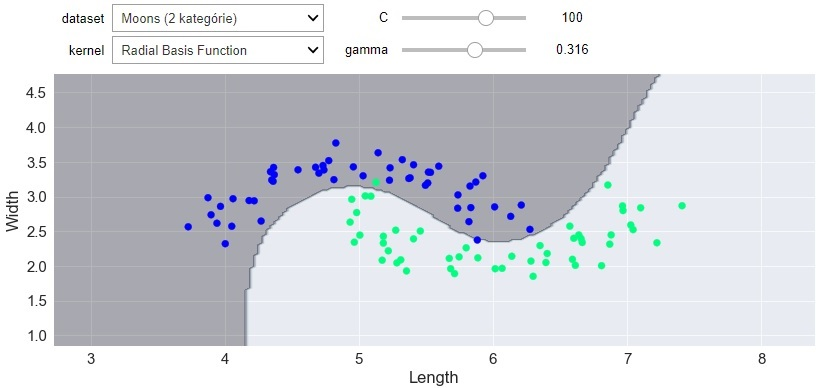 dataset Moons (2 kategórie) C 100
kernel Radial Basis Function gamma 0.316
4.5
4.0
3.5
3.0
2.5
2.0
1.5
1.0
Width
3 4 5 6 7 8
Length